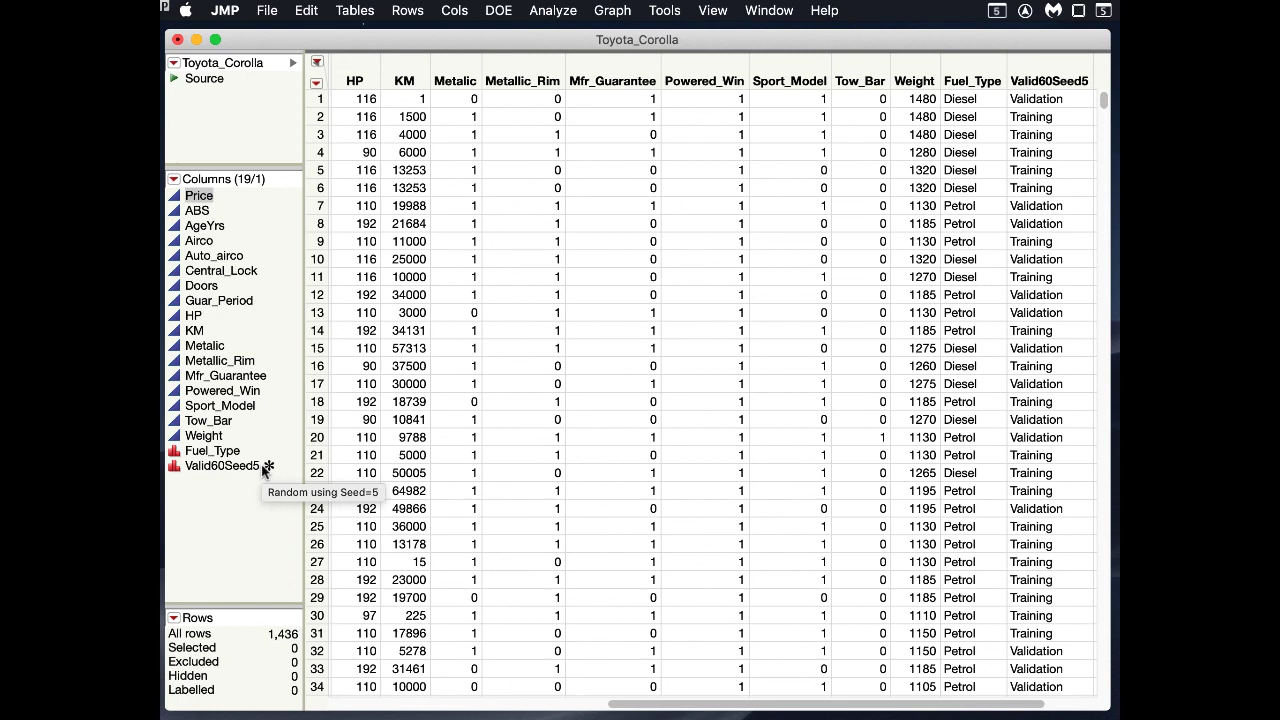 JMP File Edit Tables Rows Cols DOE Analyze Graph Tools View Window Help 5 5
Toyota_Corolla
Toyota_Corolla
Source
Columns (19/1)
Price
ABS
AgeYrs
Airco
Auto_airco
Central_Lock
Doors
Guar_Period
HP
KM
Metalic
Metallic_Rim
Mfr_Guarantee
Powered_Win
Sport_Model
Tow_Bar
Weight
Fuel_Type
Valid60Seed5 *
Random using Seed=5
Rows
All rows 1,436
Selected 0
Excluded 0
Hidden 0
Labelled 0
HP KM Metalic Metallic_Rim Mfr_Guarantee Powered_Win Sport_Model Tow_Bar Weight Fuel_Type Valid60Seed5
1 116 1 0 0 1 1 1 0 1480 Diesel Validation
2 116 1500 1 0 1 1 1 0 1480 Diesel Training
3 116 4000 1 0 0 1 1 0 1480 Diesel Training
4 90 6000 1 1 1 1 1 0 1280 Diesel Training
5 116 13253 1 0 1 1 1 0 1320 Diesel Training
6 116 13253 1 0 1 1 1 0 1320 Diesel Training
7 110 19988 1 1 1 1 1 0 1130 Petrol Validation
8 192 21684 1 1 0 1 1 0 1185 Petrol Validation
9 110 11000 1 1 0 1 0 0 1130 Petrol Training
10 116 25000 1 1 0 1 0 0 1320 Diesel Validation
11 116 10000 1 1 0 1 1 0 1270 Diesel Training
12 192 34000 1 1 0 1 0 0 1185 Petrol Validation
13 110 3000 0 1 0 1 0 0 1130 Petrol Validation
14 192 34131 1 1 0 1 1 0 1185 Petrol Training
15 110 57313 1 1 1 1 0 0 1275 Diesel Validation
16 90 37500 1 0 0 1 1 0 1260 Diesel Training
17 110 30000 1 0 1 1 1 0 1275 Diesel Validation
18 192 18739 0 1 0 1 1 0 1185 Petrol Training
19 90 10841 1 0 0 1 0 0 1270 Diesel Validation
20 110 9788 1 1 1 1 1 1 1130 Petrol Validation
21 110 5000 1 0 0 1 1 0 1130 Petrol Training
22 110 50005 1 0 0 1 0 0 1265 Diesel Training
64982 1 1 1 1 1 0 1195 Petrol Training
24 192 49866 1 1 0 1 0 0 1195 Petrol Validation
25 110 36000 1 1 1 1 1 0 1130 Petrol Training
26 110 13178 1 1 1 1 1 0 1130 Petrol Training
27 110 15 1 0 1 1 1 0 1130 Petrol Training
28 192 23000 1 1 0 1 1 0 1185 Petrol Training
29 192 19700 0 1 0 1 0 0 1185 Petrol Training
30 97 225 1 1 1 1 1 0 1110 Petrol Training
31 110 17896 1 0 0 1 1 0 1150 Petrol Training
32 110 5278 1 0 1 1 1 0 1150 Petrol Validation
33 192 31461 0 1 1 1 0 0 1185 Petrol Validation
34 110 10000 0 0 0 1 1 0 1105 Petrol Validation